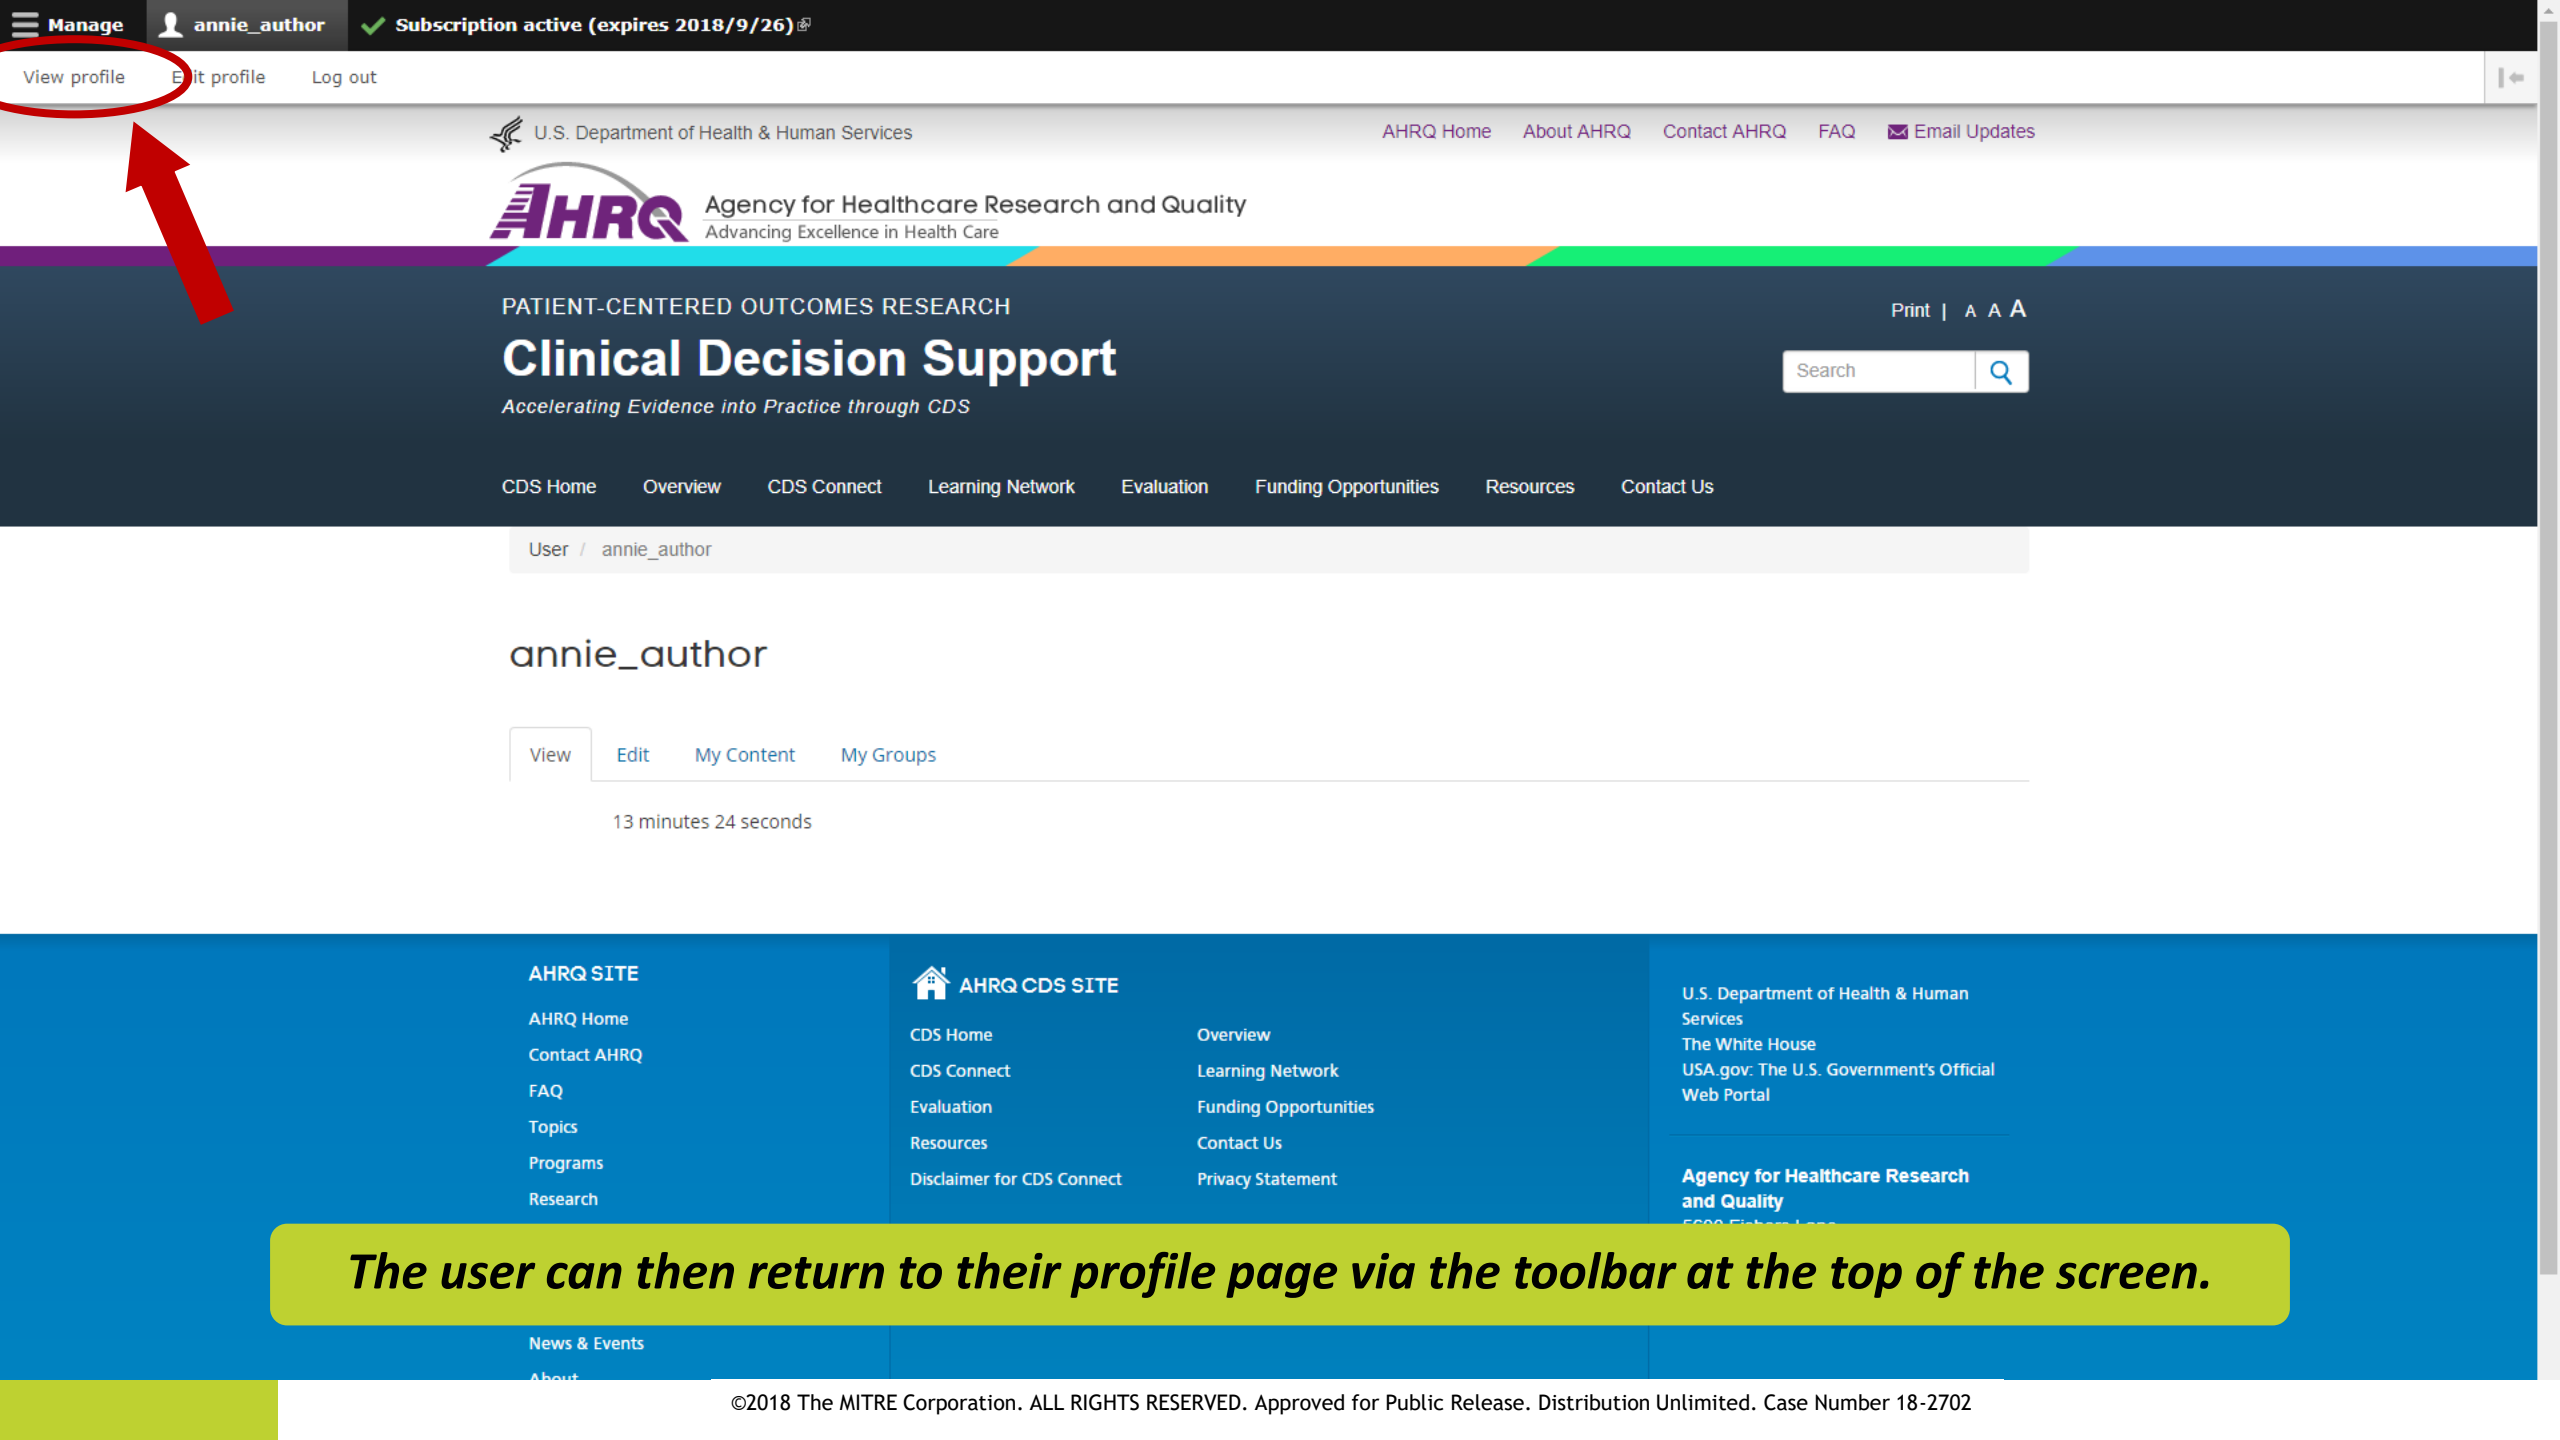 Manage annie_author Subscription active (expires 2018/9/26)
View profile Edit profile Log out
U.S. Department of Health & Human Services
AHRQ Home About AHRQ Contact AHRQ FAQ Email Updates
AHRQ
Agency for Healthcare Research and Quality
Advancing Excellence in Health Care
PATIENT-CENTERED OUTCOMES RESEARCH
Print | A A A
Clinical Decision Support
Search
Accelerating Evidence into Practice through CDS
CDS Home Overview CDS Connect Learning Network Evaluation Funding Opportunities Resources Contact Us
User / annie_author
annie_author
View Edit My Content My Groups
13 minutes 24 seconds
AHRQ SITE
AHRQ Home
Contact AHRQ
FAQ
Topics
Programs
Research
News & Events
About
AHRQ CDS SITE
CDS Home Overview
CDS Connect Learning Network
Evaluation Funding Opportunities
Resources Contact Us
Disclaimer for CDS Connect Privacy Statement
U.S. Department of Health & Human
Services
The White House
USA.gov: The U.S. Government's Official
Web Portal
Agency for Healthcare Research
and Quality
The user can then return to their profile page via the toolbar at the top of the screen.
©2018 The MITRE Corporation. ALL RIGHTS RESERVED. Approved for Public Release. Distribution Unlimited. Case Number 18-2702